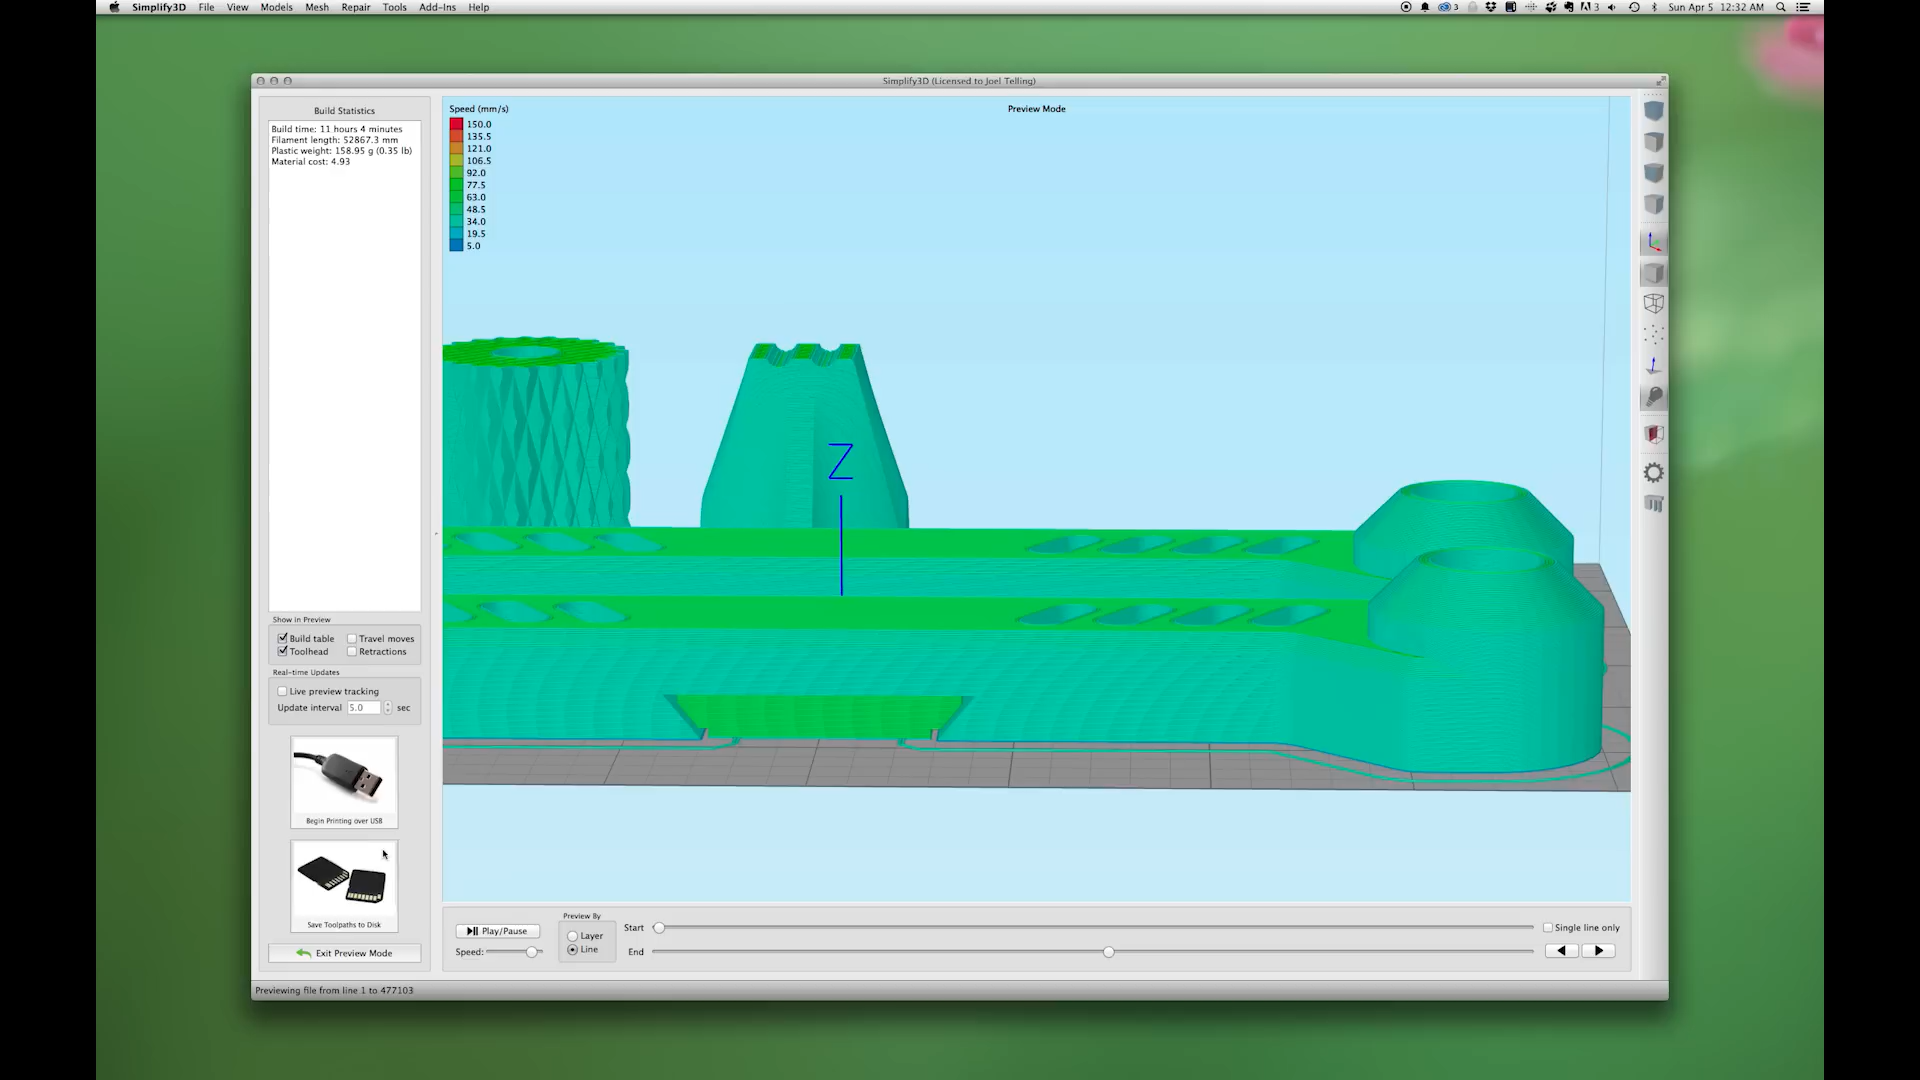 Simplify3D File View Models Mesh Repair Tools Add-Ins Help 3 3 Sun Apr 5 12:32 AM
Simplify3D (Licensed to Joel Telling)
Build Statistics
Build time: 11 hours 4 minutes
Filament length: 52867.3 mm
Plastic weight: 158.95 g (0.35 lb)
Material cost: 4.93
Speed (mm/s)
150.0
135.5
121.0
106.5
92.0
77.5
63.0
48.5
34.0
19.5
5.0
Preview Mode
Z
Show in Preview
Build table Travel moves
Toolhead Retractions
Real-time Updates
Live preview tracking
Update interval 5.0 sec
Begin Printing over USB
Save Toolpaths to Disk
Exit Preview Mode
Play/Pause
Speed:
Preview By
Layer
Line
Start
End
Single line only
Previewing file from line 1 to 477103